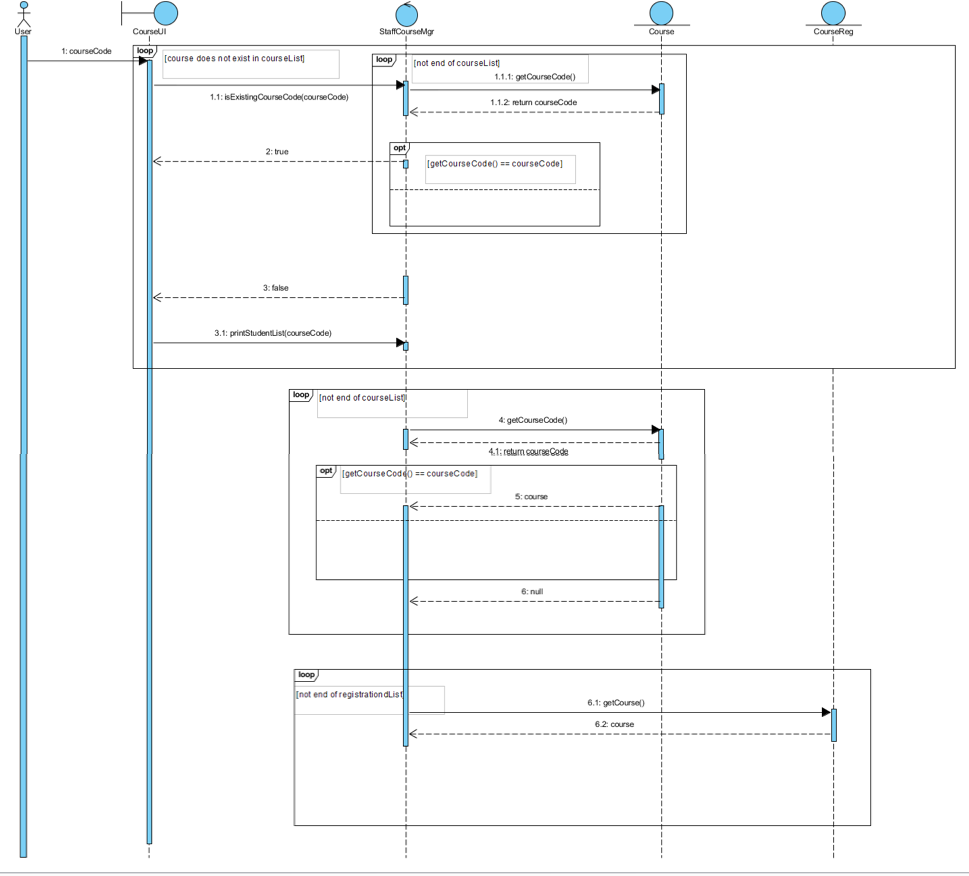 User
CourseUI
StaffCourseMgr
Course
CourseReg
1: courseCode
loop
[course does not exist in courseList]
loop
[not end of courseList]
1.1.1: getCourseCode()
1.1: isExistingCourseCode(courseCode)
1.1.2: return courseCode
opt
2: true
[getCourseCode() == courseCode]
3: false
3.1: printStudentList(courseCode)
loop
[not end of courseList]
4: getCourseCode()
4.1: return courseCode
opt
[getCourseCode() == courseCode]
5: course
6: null
loop
[not end of registrationdList]
6.1: getCourse()
6.2: course